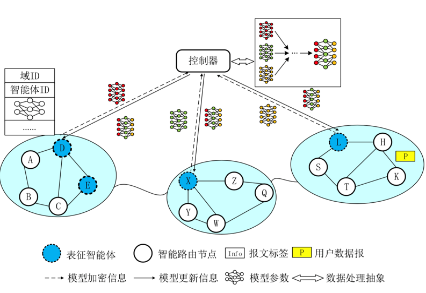 控制器
域ID
智能体ID
......
...
D
A
E
B
C
X
Z
Q
Y
W
L
H
P
S
K
T
表征智能体
智能路由节点
Info 报文标签
P 用户数据报
模型加密信息
模型更新信息
模型参数
数据处理抽象